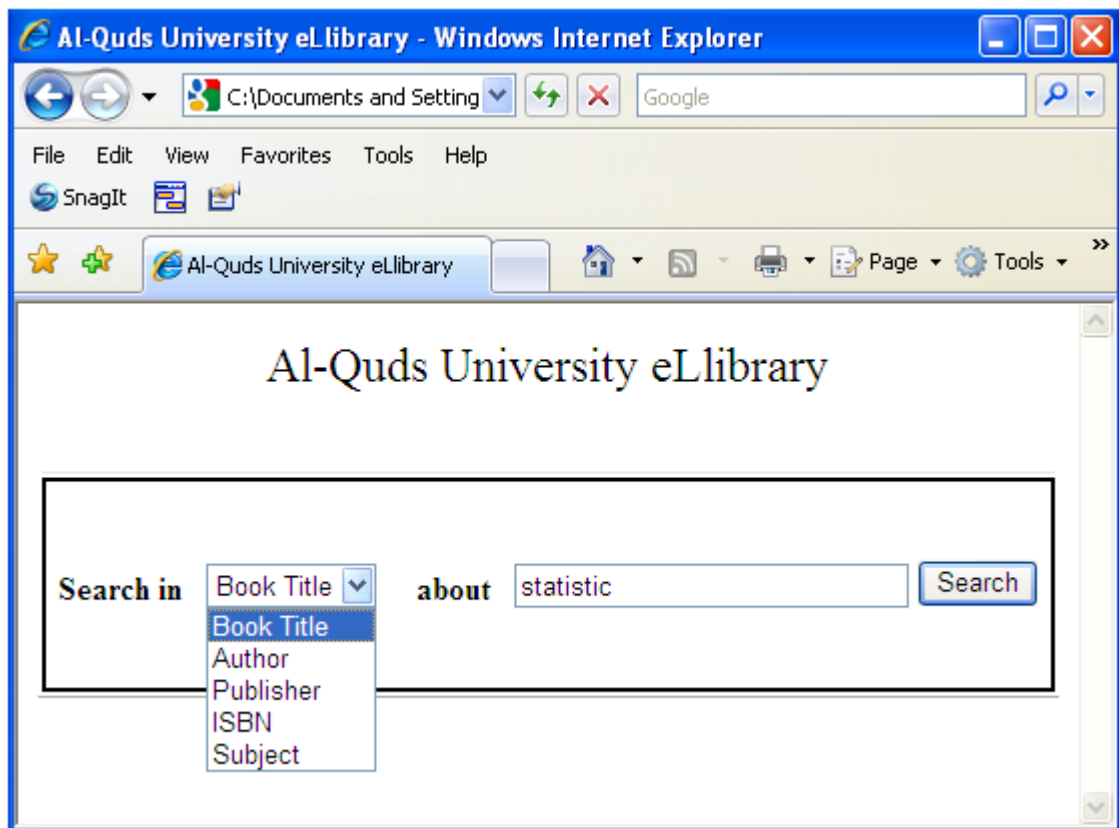 Al-Quds University eLlibrary - Windows Internet Explorer
C:\Documents and Setting Google
File Edit View Favorites Tools Help
SnagIt
Al-Quds University eLlibrary Page Tools »
Al-Quds University eLlibrary
Search in Book Title about statistic Search
Book Title
Author
Publisher
ISBN
Subject